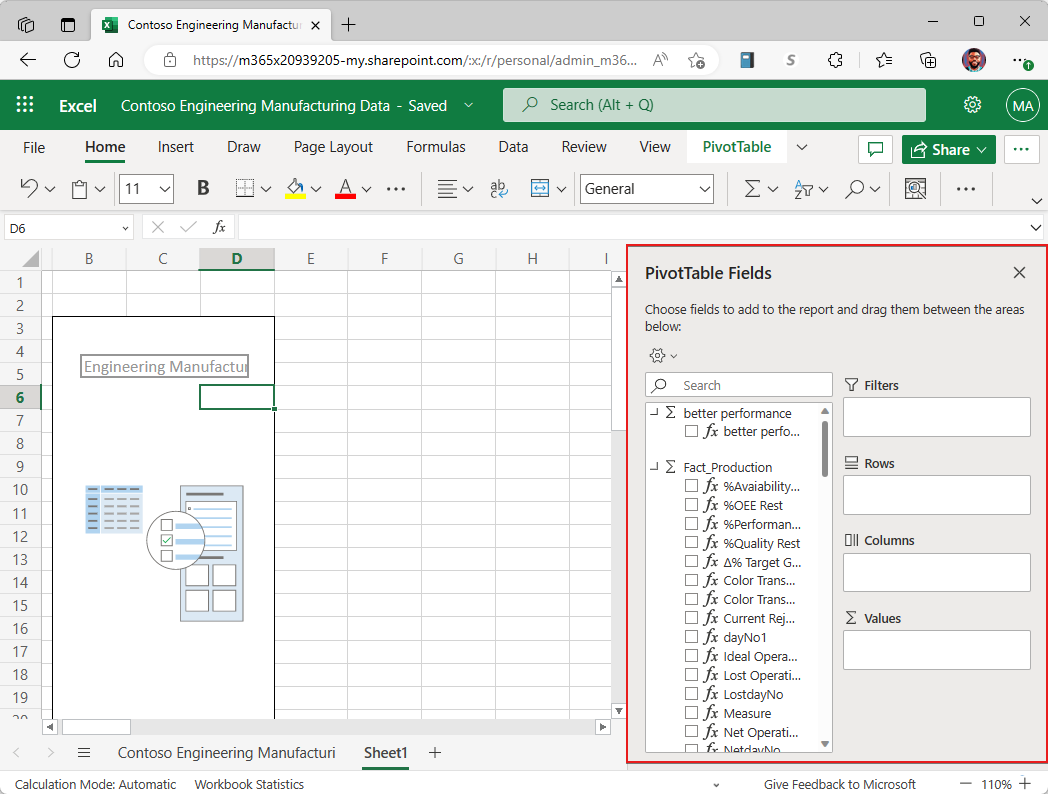 Contoso Engineering Manufactur
https://m365x20939205-my.sharepoint.com/:x:/r/personal/admin_m36...
Excel
Contoso Engineering Manufacturing Data - Saved
Search (Alt + Q)
MA
File
Home
Insert
Draw
Page Layout
Formulas
Data
Review
View
PivotTable
Share
11
B
A
ab
General
D6
fx
B C D E F G H I
1
2
3
4
5
6
7
8
9
10
11
12
13
14
15
16
17
18
19
20
Engineering Manufactur
PivotTable Fields
Choose fields to add to the report and drag them between the areas
below:
Search
Σ better performance
fx better perfo...
Σ Fact_Production
fx %Avaiability...
fx %OEE Rest
fx %Performan...
fx %Quality Rest
fx Δ% Target G...
fx Color Trans...
fx Color Trans...
fx Current Rej...
fx dayNo1
fx Ideal Opera...
fx Lost Operati...
fx LostdayNo
fx Measure
fx Net Operati...
fx NetdayNo
Filters
Rows
Columns
Σ Values
Contoso Engineering Manufacturi
Sheet1
Calculation Mode: Automatic
Workbook Statistics
Give Feedback to Microsoft
110%